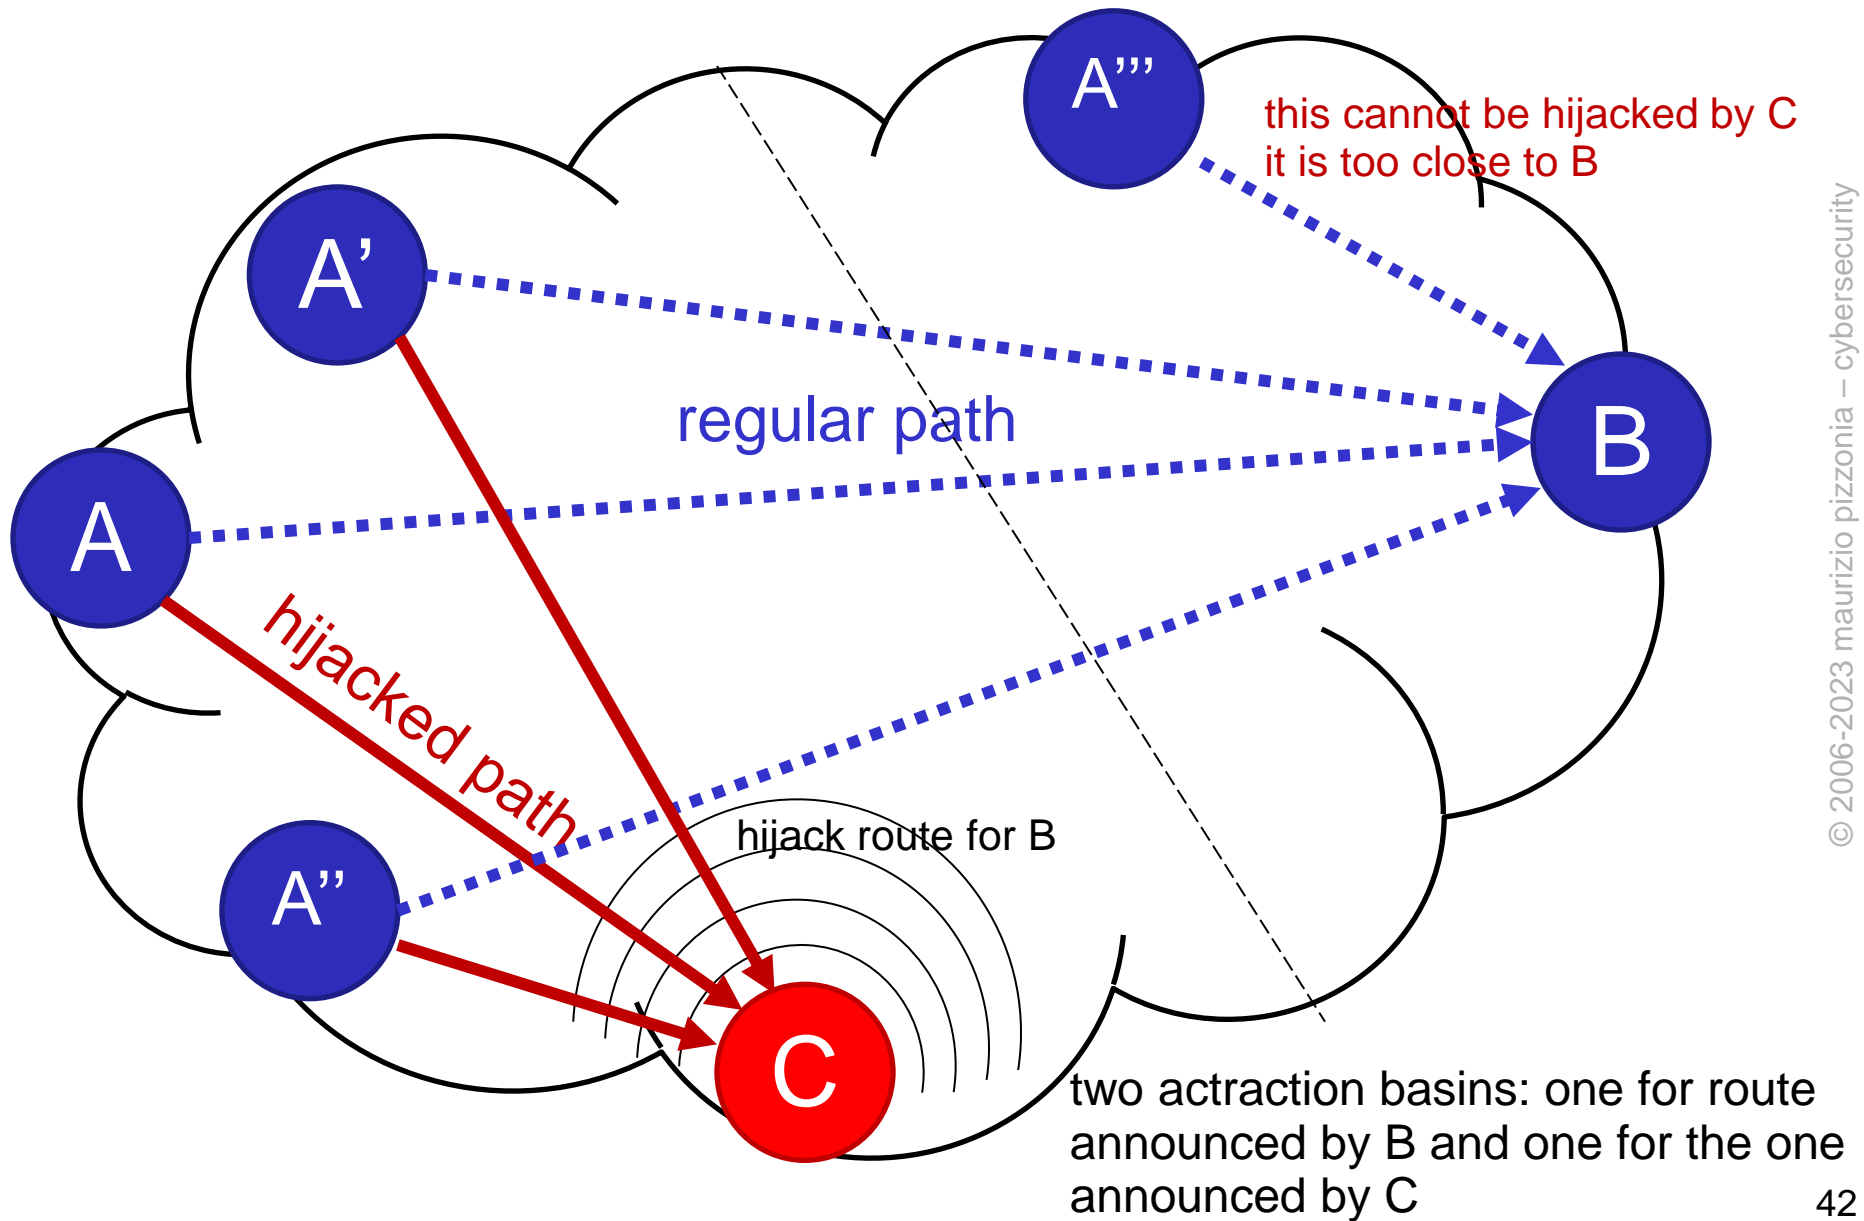 A’’’
this cannot be hijacked by C
it is too close to B
A’
regular path
B
A
hijacked path
hijack route for B
A’’
C
two actraction basins: one for route
announced by B and one for the one
announced by C
© 2006-2023 maurizio pizzonia – cybersecurity
42